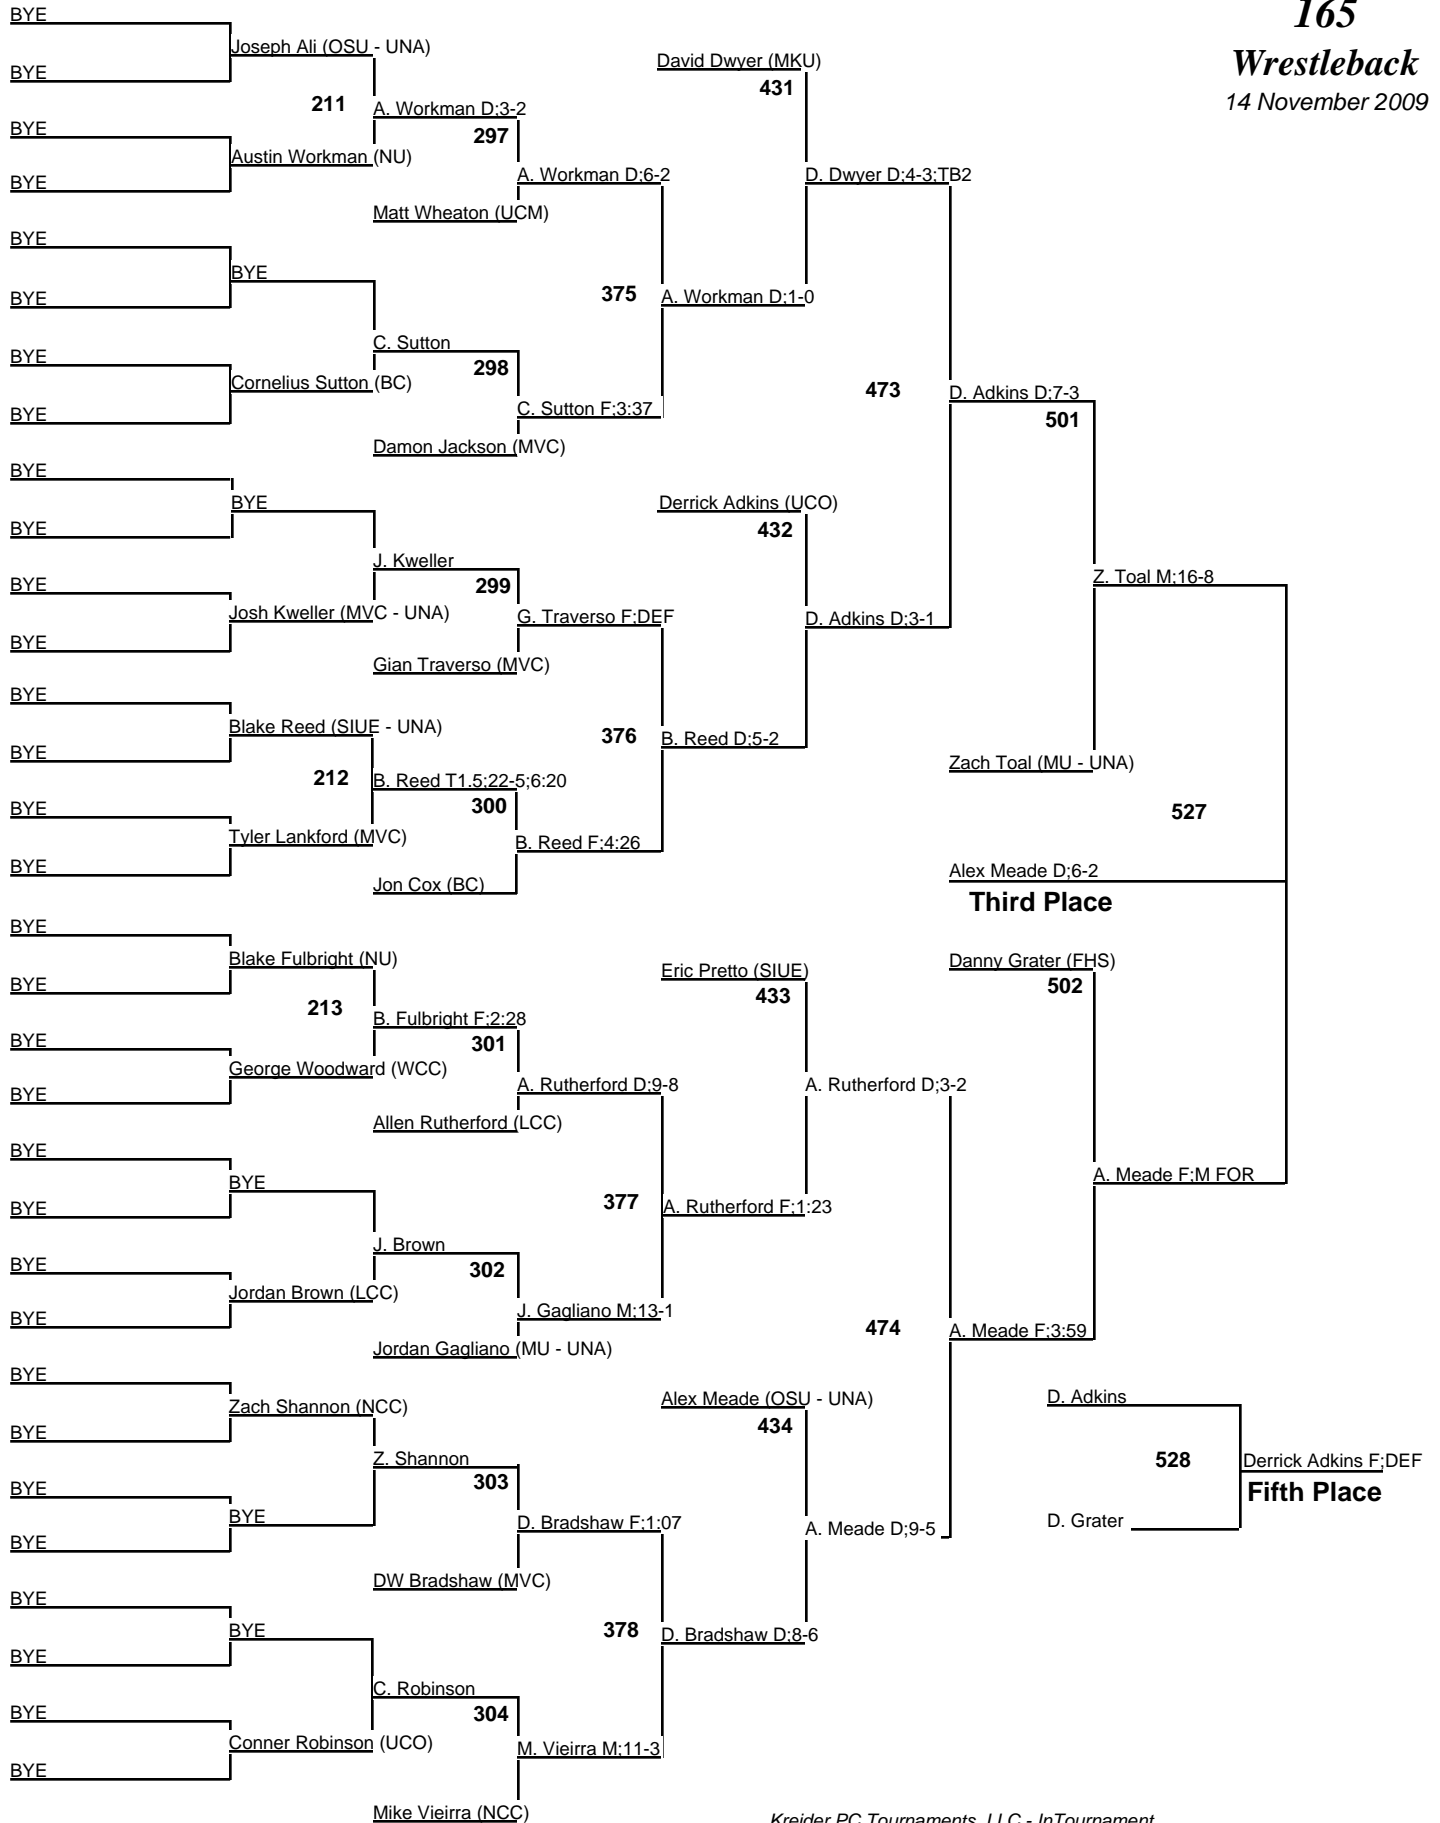 165
Wrestleback
14 November 2009
BYE
Joseph Ali (OSU - UNA)
BYE
211
A. Workman D;3-2
BYE
297
Austin Workman (NU)
BYE
A. Workman D;6-2
Matt Wheaton (UCM)
BYE
BYE
BYE
375
A. Workman D;1-0
C. Sutton
BYE
298
Cornelius Sutton (BC)
BYE
C. Sutton F;3:37
Damon Jackson (MVC)
David Dwyer (MKU)
431
D. Dwyer D;4-3;TB2
473
D. Adkins D;7-3
501
BYE
BYE
BYE
Derrick Adkins (UCO)
432
J. Kweller
299
BYE
Josh Kweller (MVC - UNA)
G. Traverso F;DEF
D. Adkins D;3-1
BYE
Gian Traverso (MVC)
Z. Toal M;16-8
BYE
Blake Reed (SIUE - UNA)
BYE
376
B. Reed D;5-2
212
B. Reed T1.5;22-5;6:20
300
BYE
Tyler Lankford (MVC)
B. Reed F;4:26
BYE
Jon Cox (BC)
Zach Toal (MU - UNA)
527
Alex Meade D;6-2
Third Place
BYE
Blake Fulbright (NU)
BYE
213
B. Fulbright F;2:28
301
BYE
George Woodward (WCC)
BYE
A. Rutherford D;9-8
Allen Rutherford (LCC)
Eric Pretto (SIUE)
433
A. Rutherford D;3-2
Danny Grater (FHS)
502
BYE
BYE
BYE
377
A. Rutherford F;1:23
A. Meade F;M FOR
J. Brown
302
BYE
Jordan Brown (LCC)
BYE
J. Gagliano M;13-1
Jordan Gagliano (MU - UNA)
474
A. Meade F;3:59
BYE
Zach Shannon (NCC)
BYE
Alex Meade (OSU - UNA)
434
Z. Shannon
303
BYE
BYE
BYE
D. Bradshaw F;1:07
A. Meade D;9-5
DW Bradshaw (MVC)
D. Adkins
528
Derrick Adkins F;DEF
Fifth Place
D. Grater
BYE
BYE
BYE
378
D. Bradshaw D;8-6
C. Robinson
304
BYE
Conner Robinson (UCO)
BYE
M. Vieirra M;11-3
Mike Vieirra (NCC)
Kreider PC Tournaments, LLC - InTournament